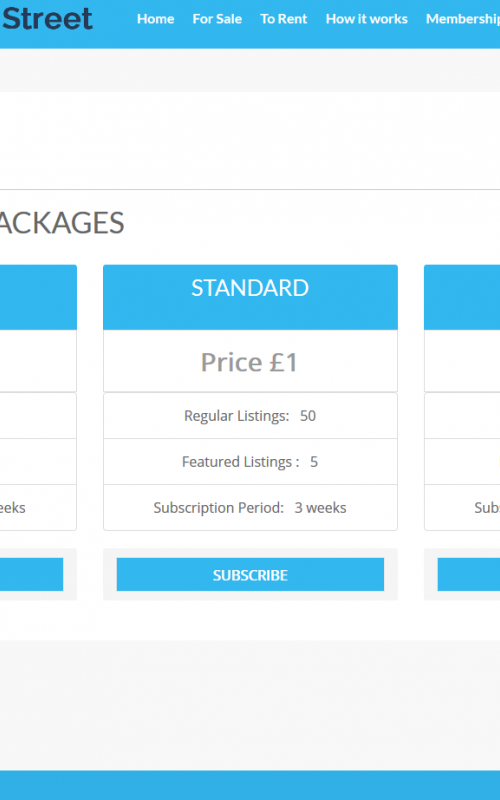 Street
Home For Sale To Rent How it works Membership
ACKAGES
STANDARD
Price £1
Regular Listings: 50
Featured Listings : 5
eeks Subscription Period: 3 weeks Subs
SUBSCRIBE